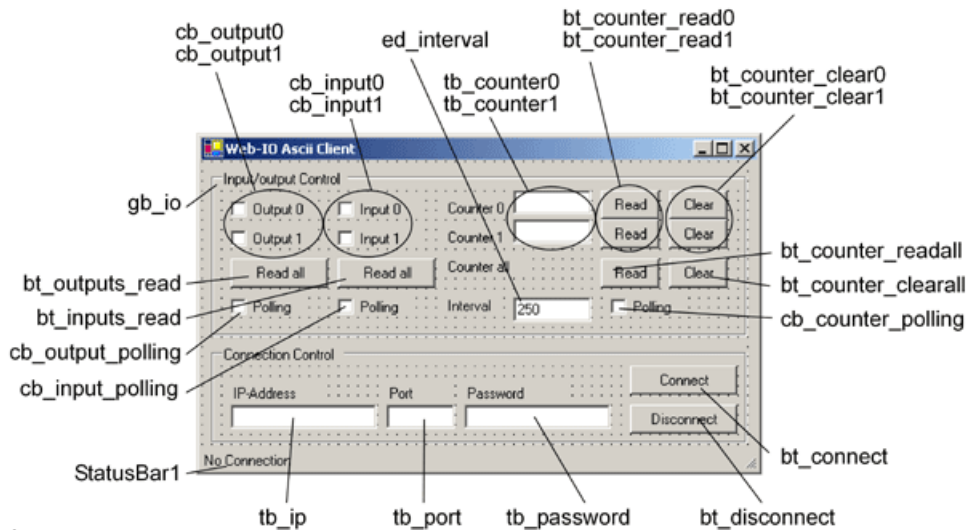 cb_output0
cb_output1
cb_input0
cb_input1
ed_interval
tb_counter0
tb_counter1
bt_counter_read0
bt_counter_read1
bt_counter_clear0
bt_counter_clear1
Web-IO Ascii Client
gb_io
Input/output Control
Output 0
Input 0
Counter 0
Read
Clear
Output 1
Input 1
Counter 1
Read
Clear
bt_counter_readall
bt_outputs_read
Read all
Read all
Counter all
Read
Clear
bt_counter_clearall
bt_inputs_read
Polling
Polling
Interval
250
Polling
cb_counter_polling
cb_output_polling
cb_input_polling
Connection Control
Connect
IP-Address
Port
Password
Disconnect
bt_connect
StatusBar1
No Connection
tb_ip
tb_port
tb_password
bt_disconnect